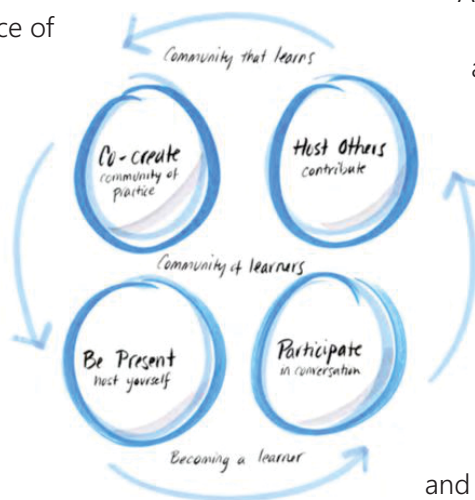 ce of
Community that learns
Co-create
community of
practice
Host Others
contribute
Community of learners
Be Present
host yourself
Participate
in conversation
Becoming a learner
and